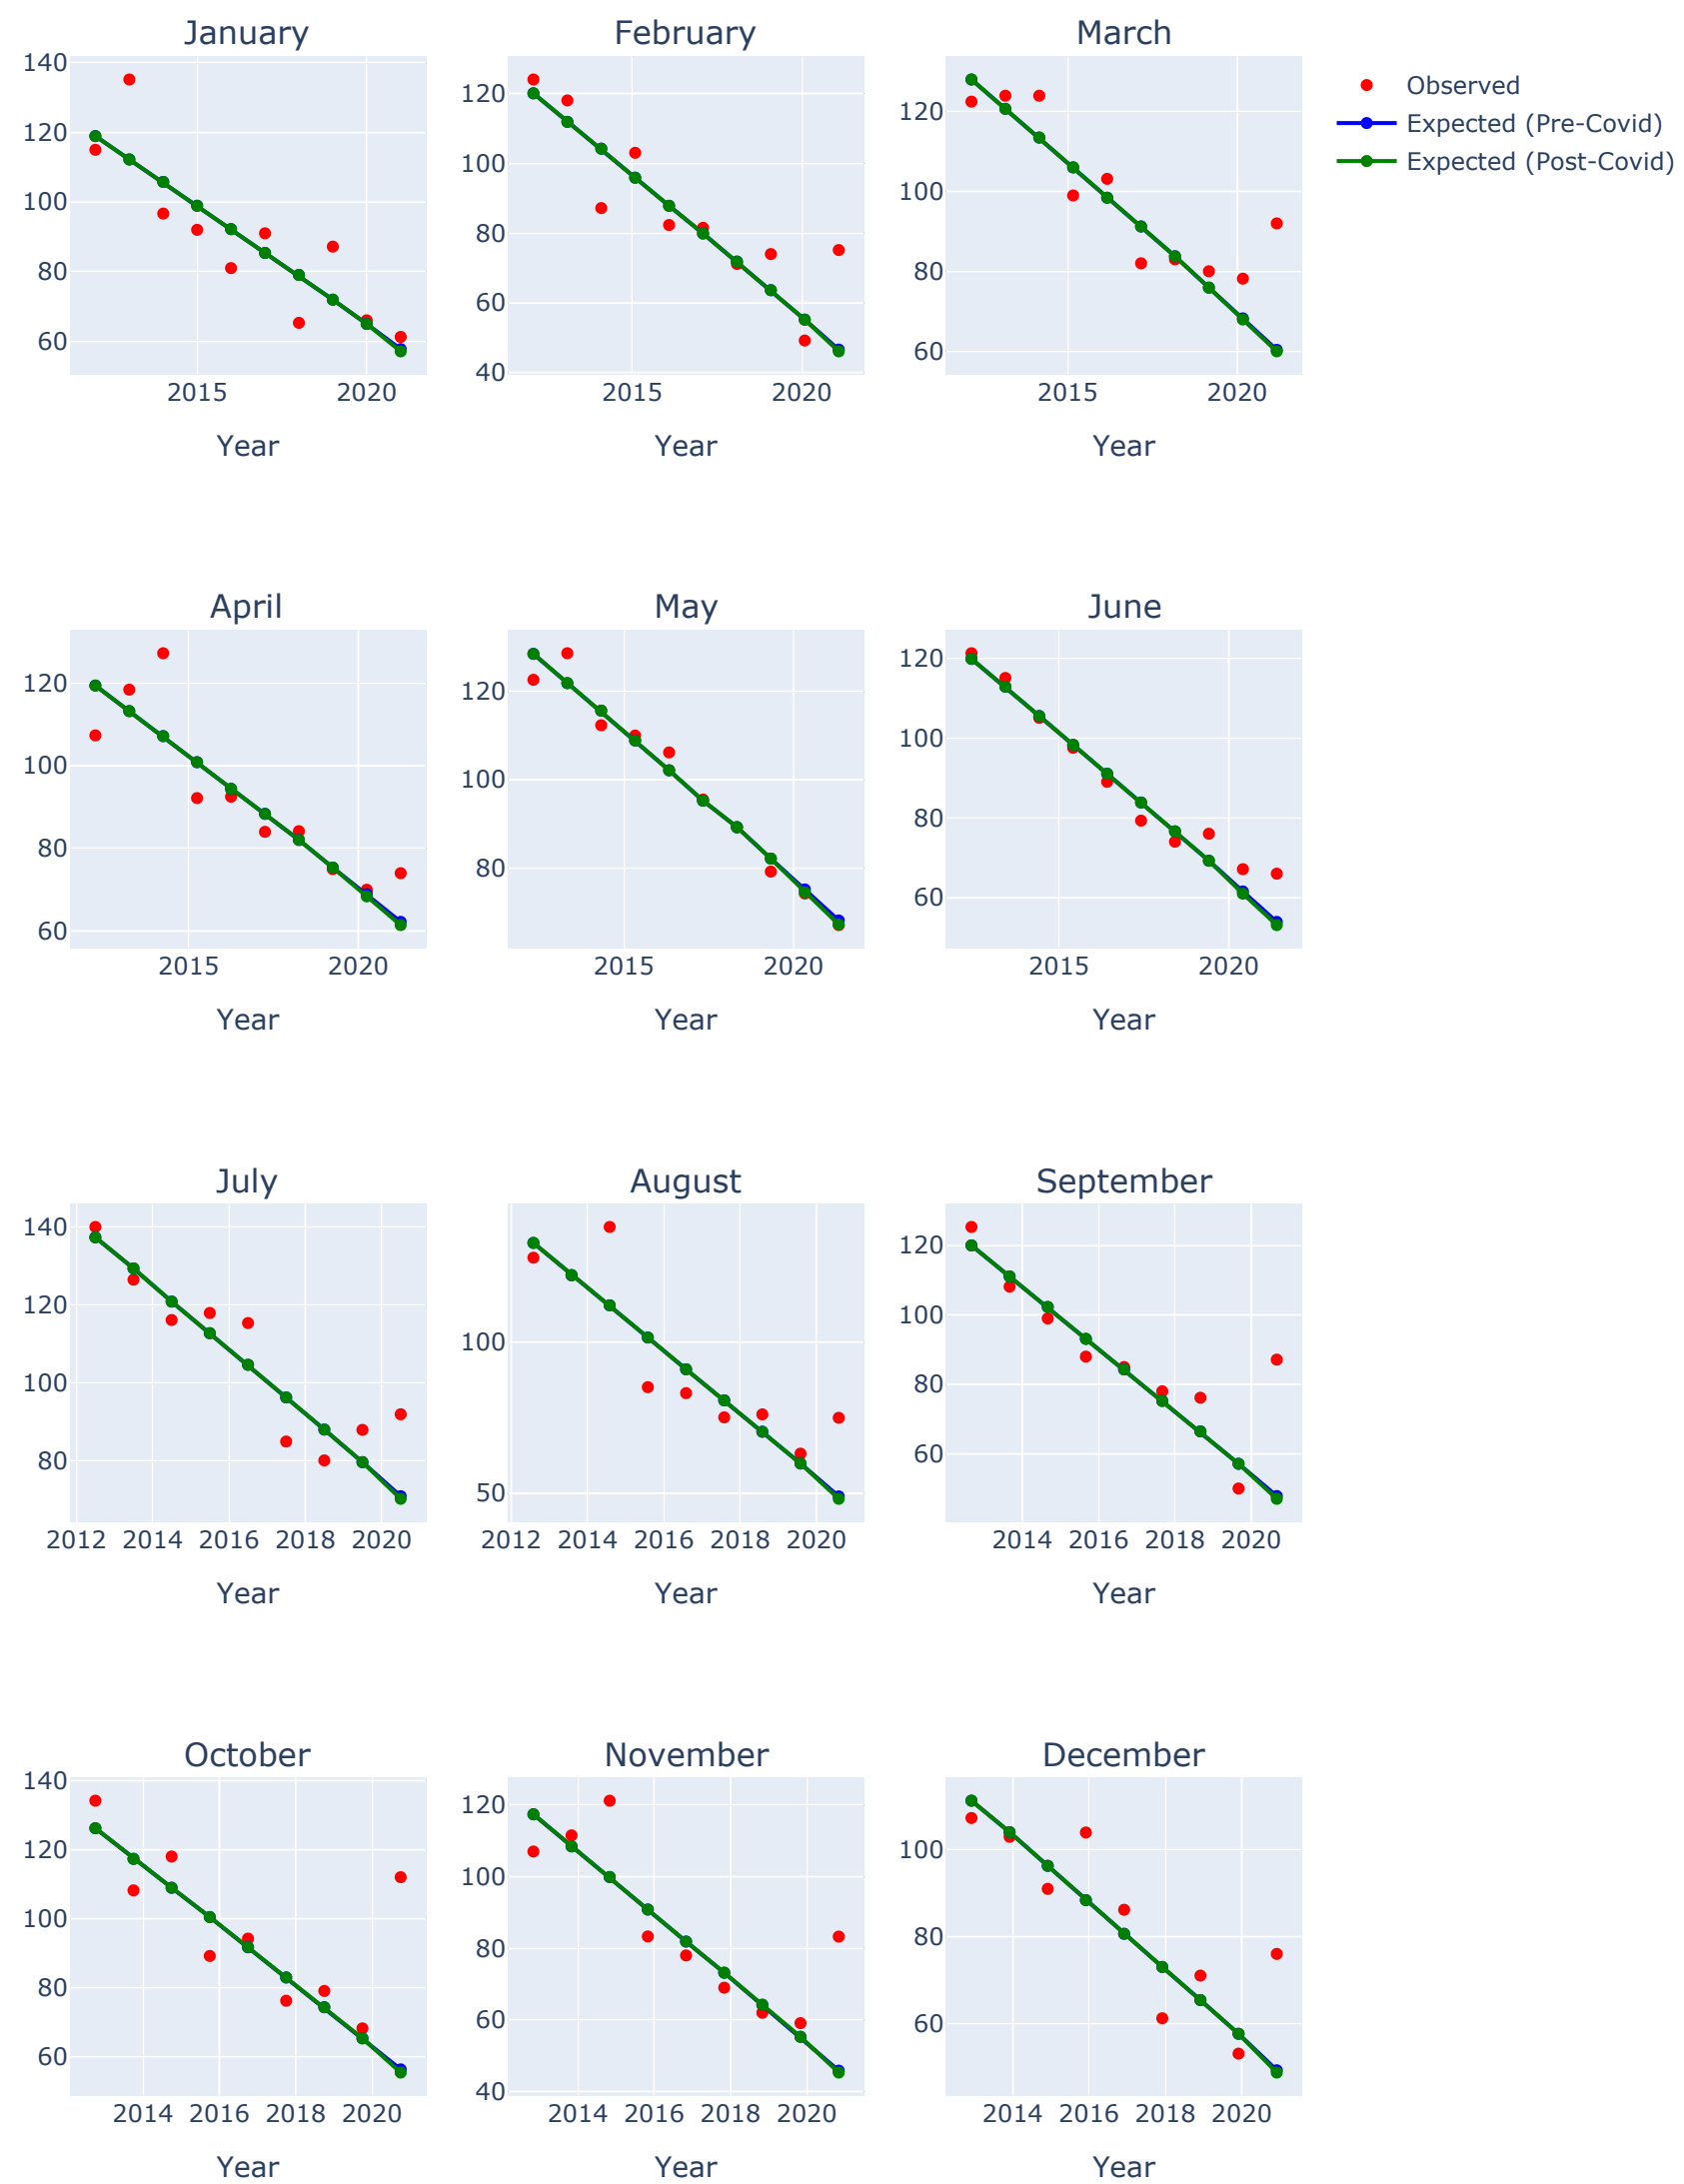 January February March
140
120
100
80
60
2015 2020
Year
120
100
80
60
40
2015 2020
Year
120
100
80
60
2015 2020
Year
Observed
Expected (Pre-Covid)
Expected (Post-Covid)
April May June
120
100
80
60
2015 2020
Year
120
100
80
2015 2020
Year
120
100
80
60
2015 2020
Year
July August September
140
120
100
80
2012 2014 2016 2018 2020
Year
100
50
2012 2014 2016 2018 2020
Year
120
100
80
60
2014 2016 2018 2020
Year
October November December
140
120
100
80
60
2014 2016 2018 2020
Year
120
100
80
60
40
2014 2016 2018 2020
Year
100
80
60
2014 2016 2018 2020
Year